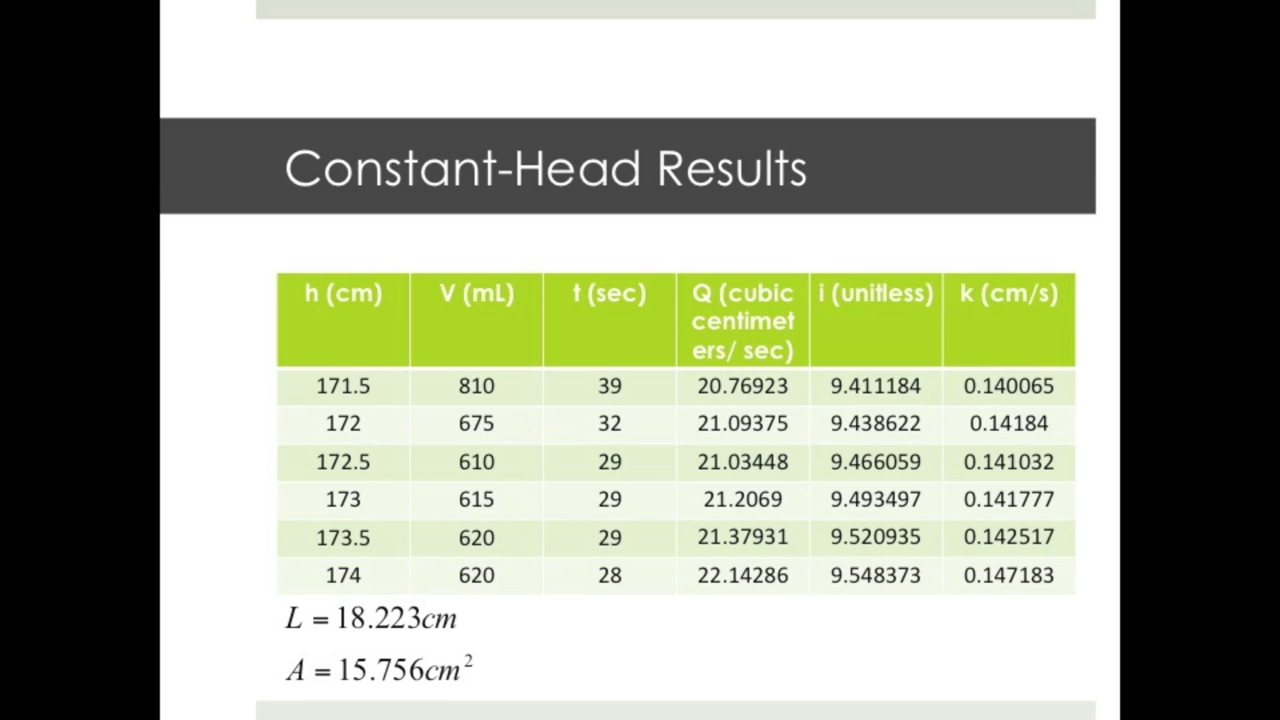 Constant-Head Results
h (cm) V (mL) t (sec) Q (cubic centimet ers/ sec) i (unitless) k (cm/s)
171.5 810 39 20.76923 9.411184 0.140065
172 675 32 21.09375 9.438622 0.14184
172.5 610 29 21.03448 9.466059 0.141032
173 615 29 21.2069 9.493497 0.141777
173.5 620 29 21.37931 9.520935 0.142517
174 620 28 22.14286 9.548373 0.147183
L = 18.223cm
A = 15.756cm²